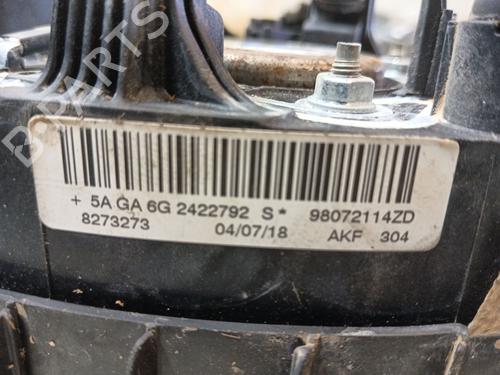 B-PARTS
+ 5A GA 6G 2422792 S* 98072114ZD
8273273 04/07/18 AKF 304